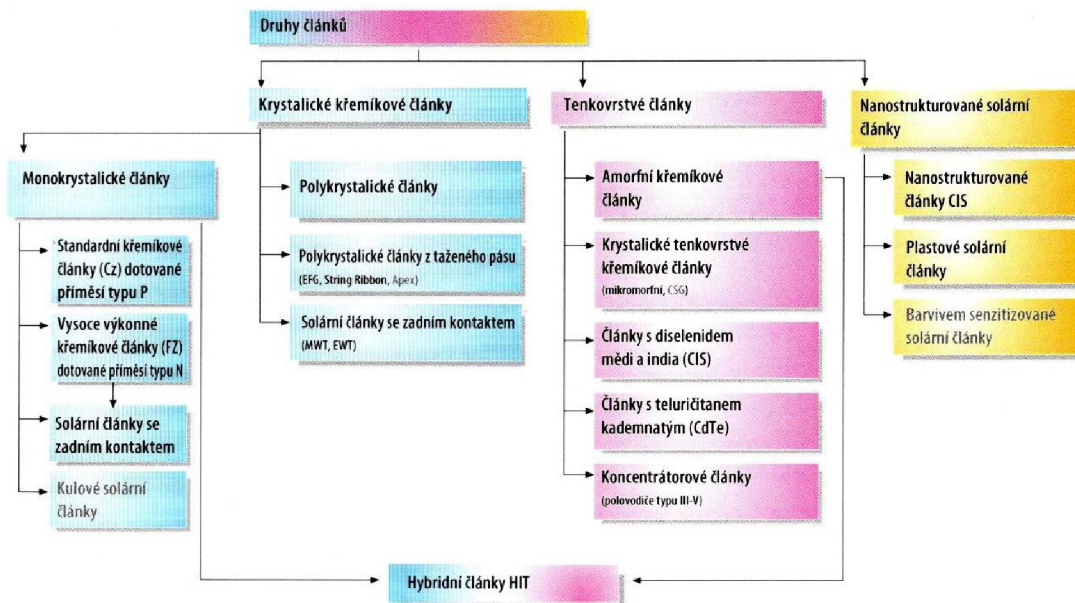 Druhy článků
Krystalické křemíkové články
Tenkovrstvé články
Nanostrukturované solární
články
Monokrystalické články
Standardní křemíkové
články (Cz) dotované
příměsí typu P
Vysoce výkonné
křemíkové články (FZ)
dotované příměsí typu N
Solární články se
zadním kontaktem
Kulové solární
články
Polykrystalické články
Polykrystalické články z taženého pásu
(EFG, String Ribbon, Apex)
Solární články se zadním kontaktem
(MWT, EWT)
Amorfní křemíkové
články
Krystalické tenkovrstvé
křemíkové články
(mikromorfní, CSG)
Články s diselenidem
mědi a india (CIS)
Články s teluričitanem
kademnatým (CdTe)
Koncentrátorové články
(polovodiče typu III-V)
Nanostrukturované
články CIS
Plastové solární
články
Barvivem senzitizované
solární články
Hybridní články HIT